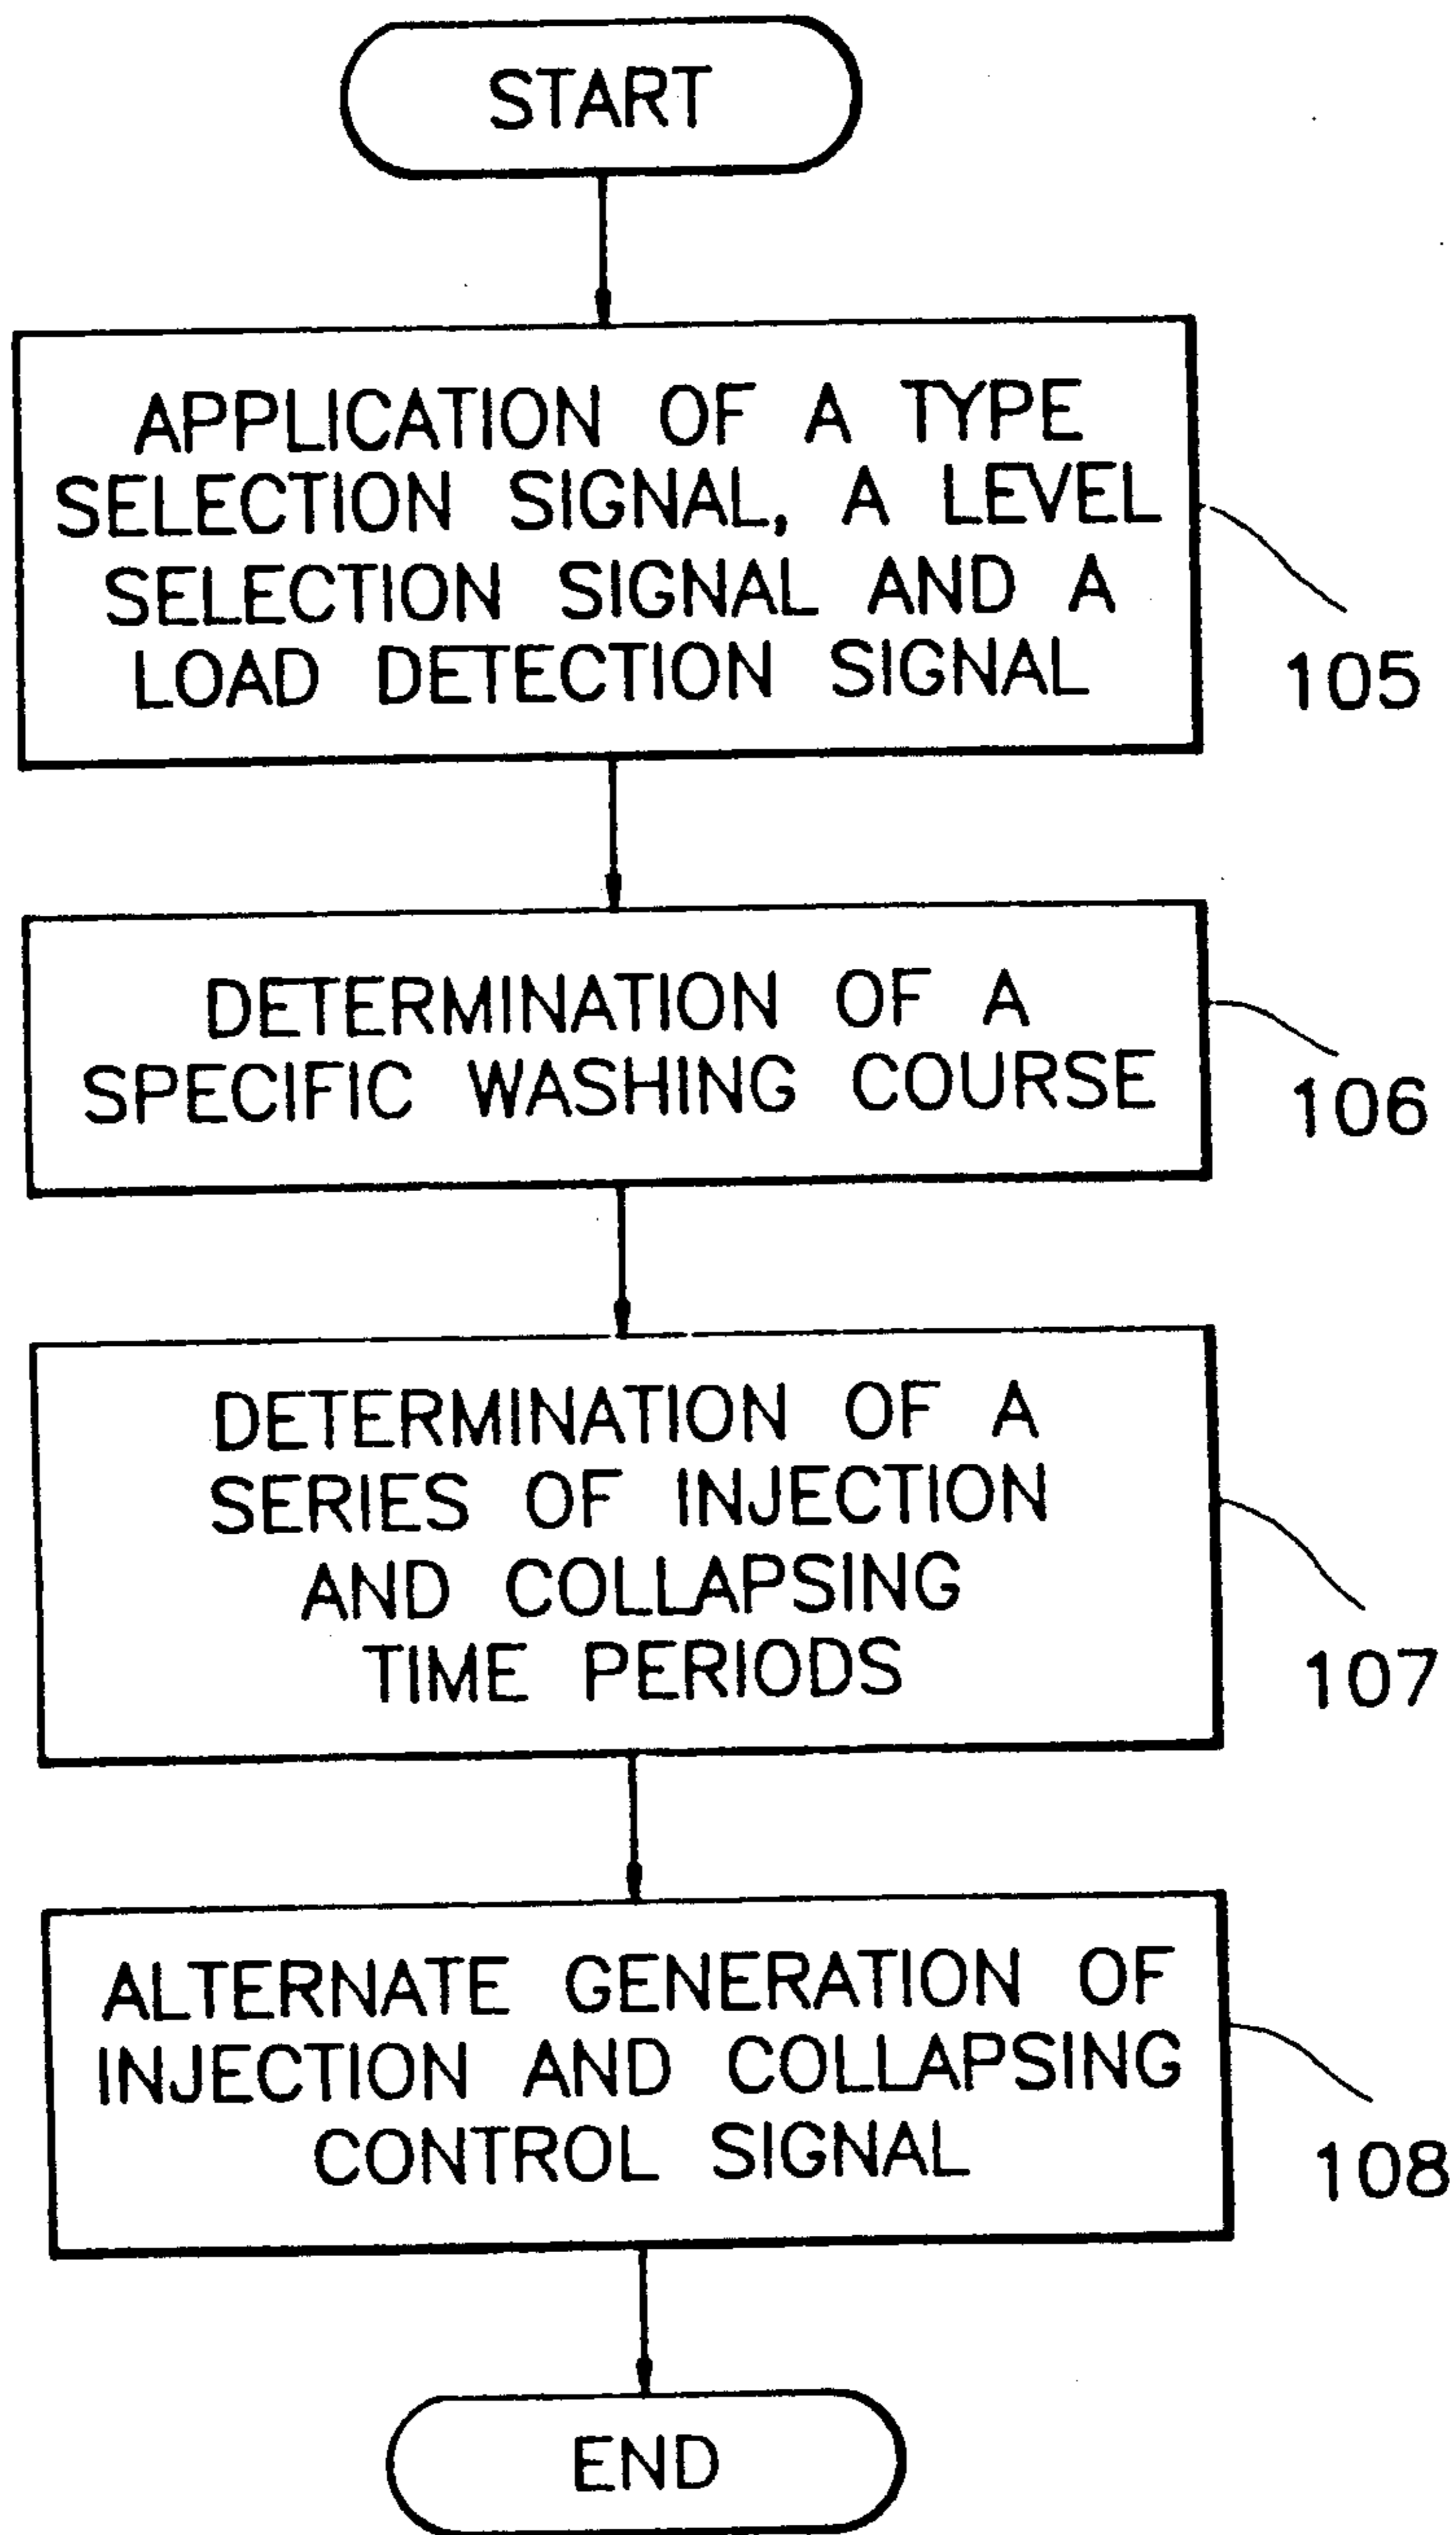 START
APPLICATION OF A TYPE
SELECTION SIGNAL, A LEVEL
SELECTION SIGNAL AND A
LOAD DETECTION SIGNAL
105
DETERMINATION OF A
SPECIFIC WASHING COURSE
106
DETERMINATION OF A
SERIES OF INJECTION
AND COLLAPSING
TIME PERIODS
107
ALTERNATE GENERATION OF
INJECTION AND COLLAPSING
CONTROL SIGNAL
108
END